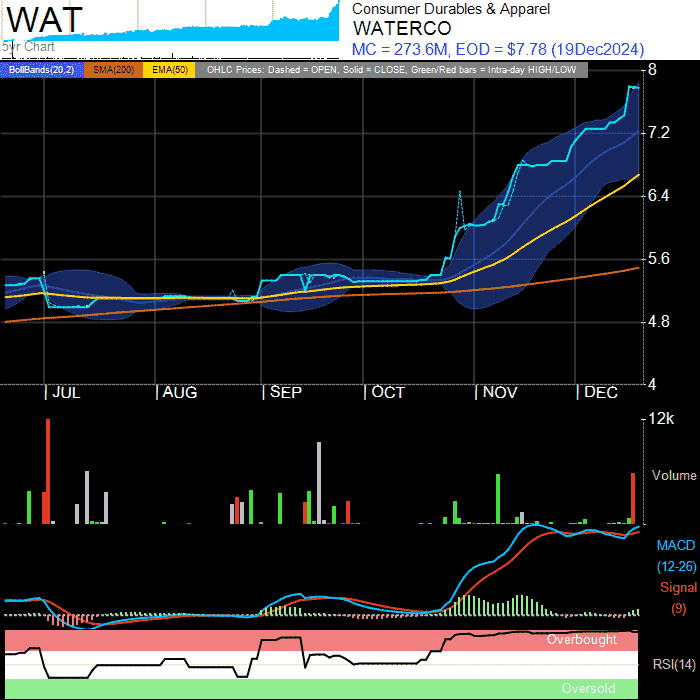 WAT
5yr Chart
Consumer Durables & Apparel
WATERCO
MC = 273.6M, EOD = $7.78 (19Dec2024)
BollBands(20,2) SMA(200) EMA(50) OHLC Prices: Dashed = OPEN, Solid = CLOSE, Green/Red bars = Intra-day HIGH/LOW
8
7.2
6.4
5.6
4.8
4
| JUL | AUG | SEP | OCT | NOV | DEC
12k
Volume
MACD
(12-26)
Signal
(9)
Overbought
RSI(14)
Oversold